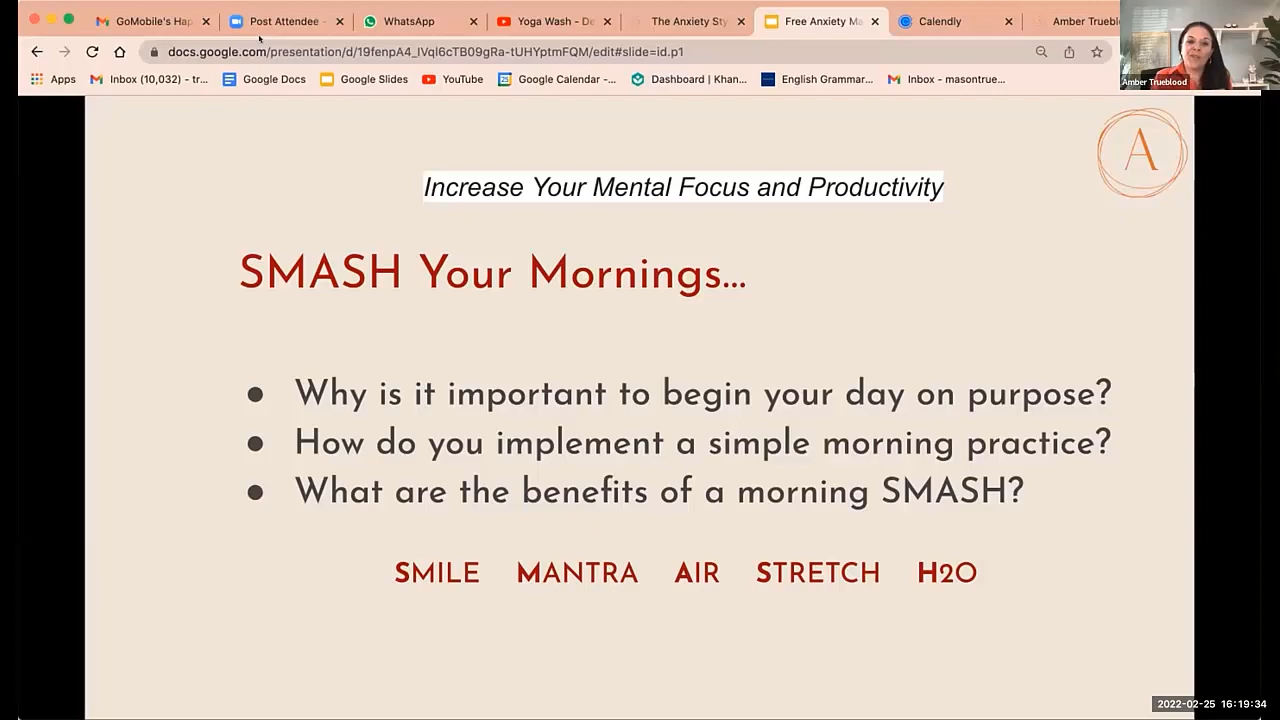 GoMobile's Hap
Post Attendee -
WhatsApp
Yoga Wash - De
The Anxiety Sty
Free Anxiety Ma
Calendly
Amber Trueblo
docs.google.com/presentation/d/19fenpA4_IVqI6cTB09gRa-tUHYptmFQM/edit#slide=id.p1
Apps
Inbox (10,032) - tr...
Google Docs
Google Slides
YouTube
Google Calendar -...
Dashboard | Khan...
English Grammar...
Inbox - masontrue...
Amber Trueblood
A
Increase Your Mental Focus and Productivity
SMASH Your Mornings...
● Why is it important to begin your day on purpose?
● How do you implement a simple morning practice?
● What are the benefits of a morning SMASH?
SMILE MANTRA AIR STRETCH H2O
2022-02-25 16:19:34